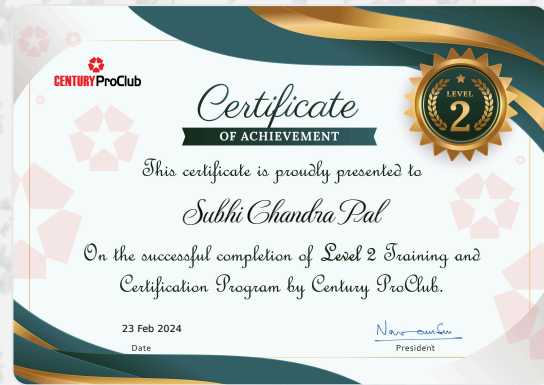 CENTURY ProClub
LEVEL
2
Certificate
OF ACHIEVEMENT
This certificate is proudly presented to
Subhi Chandra Pal
On the successful completion of Level 2 Training and
Certification Program by Century ProClub.
23 Feb 2024
Date
President